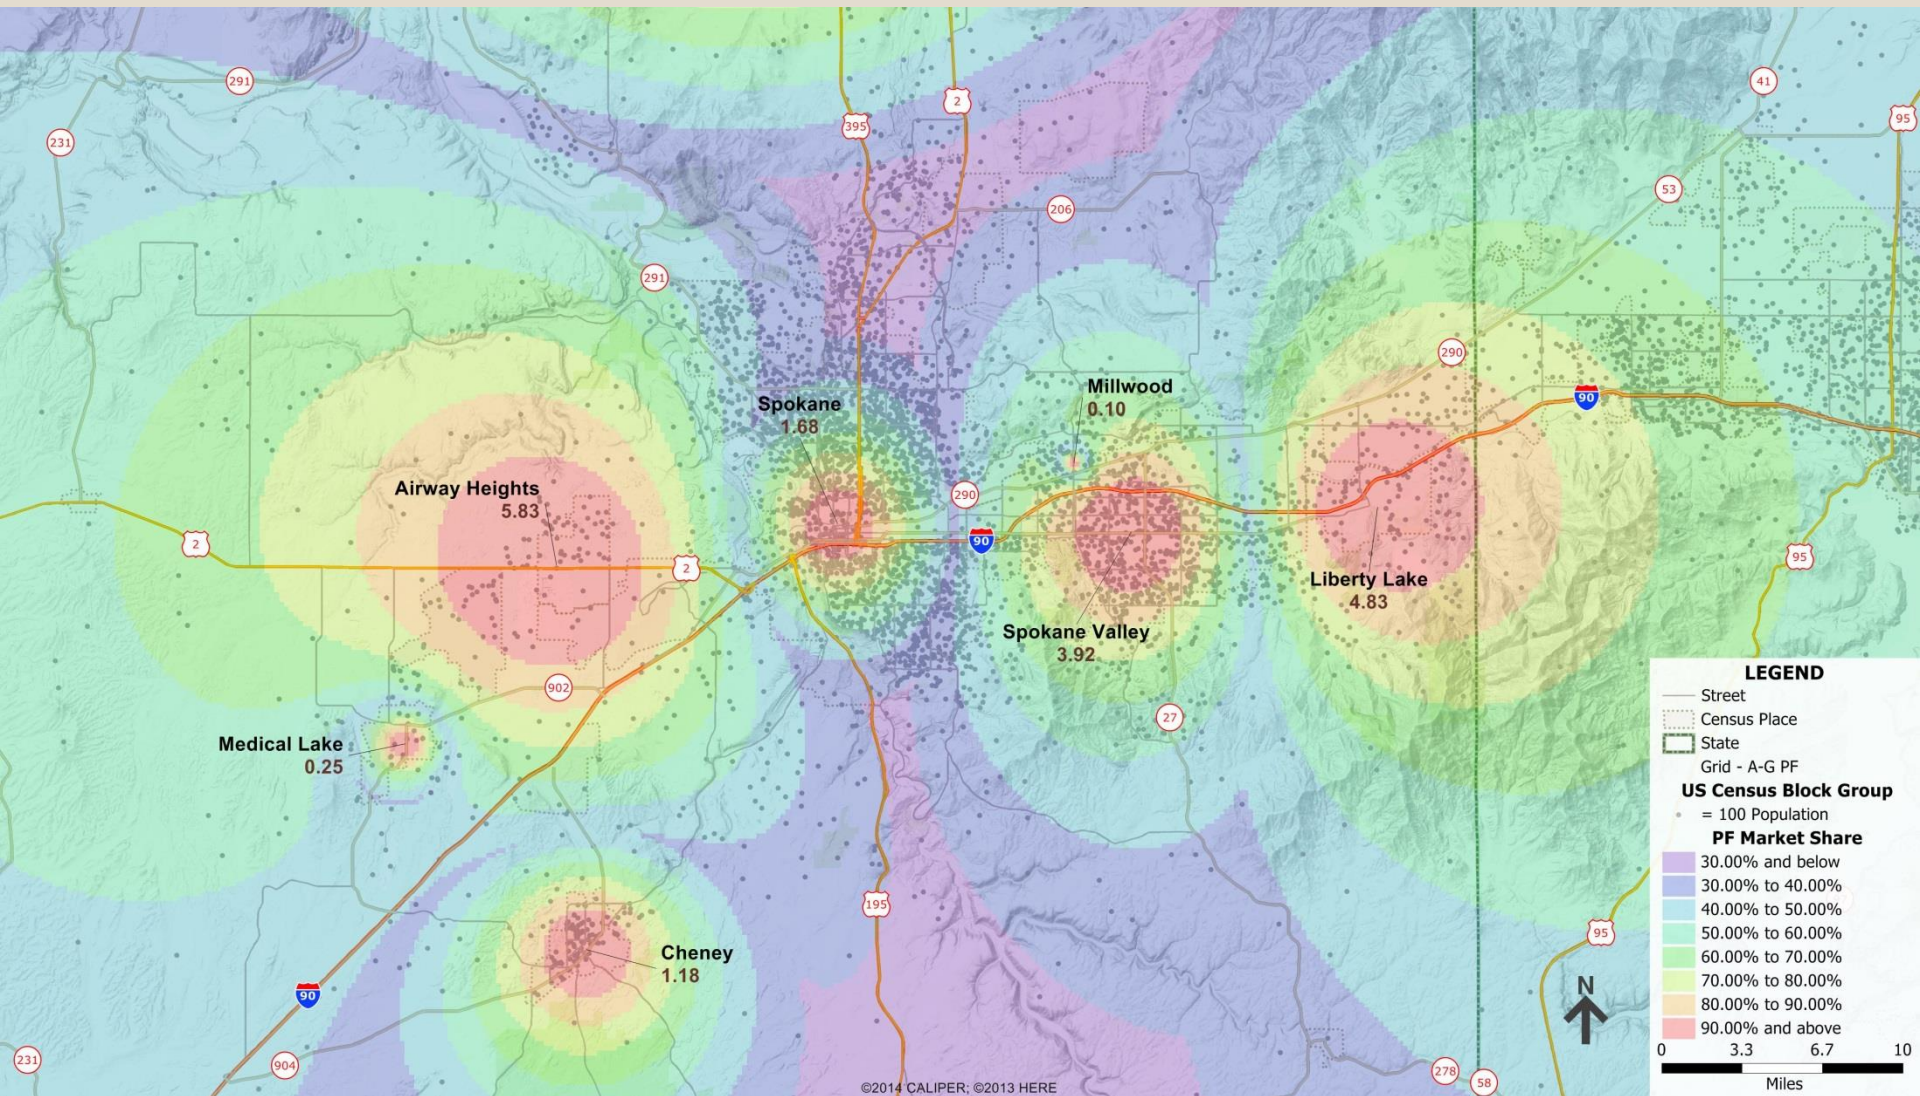 291
231
395
2
41
95
53
206
291
290
90
Millwood
0.10
Spokane
1.68
Airway Heights
5.83
290
2
90
2
95
Liberty Lake
4.83
Spokane Valley
3.92
902
27
Medical Lake
0.25
195
Cheney
1.18
90
95
N
231
904
278
58
©2014 CALIPER; ©2013 HERE
LEGEND
Street
Census Place
State
Grid - A-G PF
US Census Block Group
= 100 Population
PF Market Share
30.00% and below
30.00% to 40.00%
40.00% to 50.00%
50.00% to 60.00%
60.00% to 70.00%
70.00% to 80.00%
80.00% to 90.00%
90.00% and above
0 3.3 6.7 10
Miles